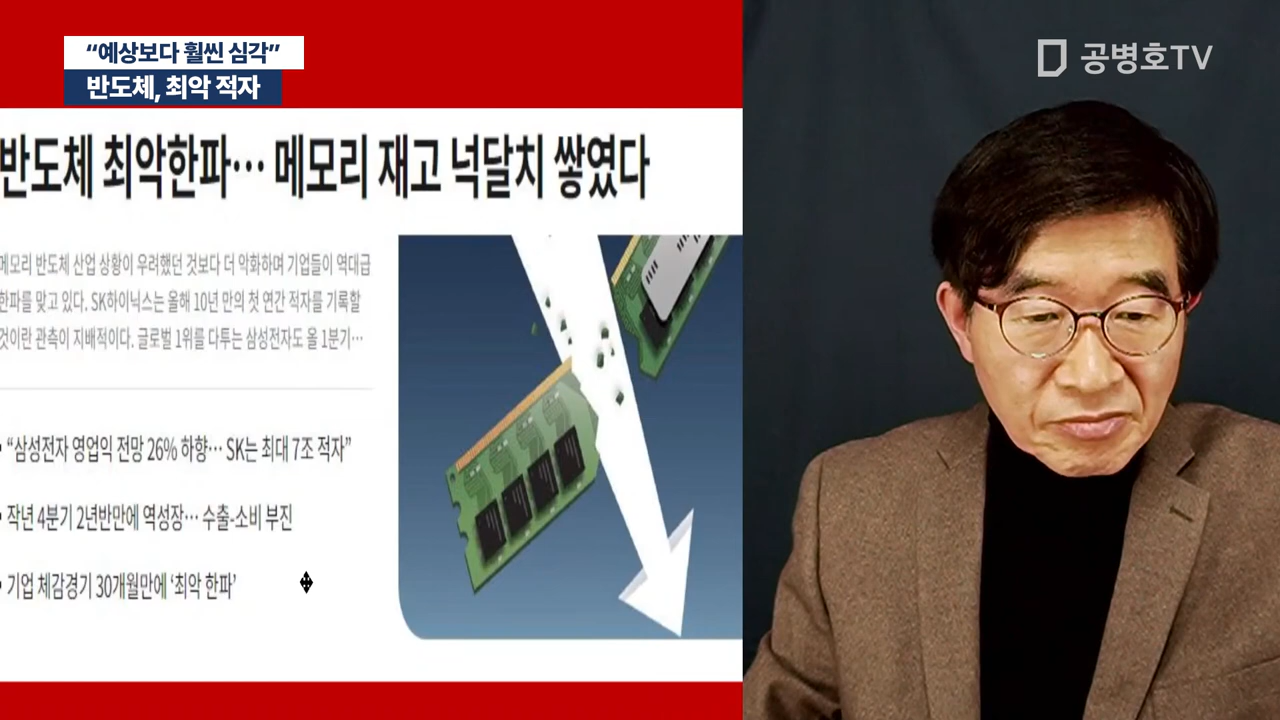 “예상보다 훨씬 심각”
반도체, 최악 적자
공병호TV
반도체 최악한파… 메모리 재고 넉달치 쌓였다
메모리 반도체 산업 상황이 우려했던 것보다 더 악화하며 기업들이 역대급
한파를 맞고 있다. SK하이닉스는 올해 10년 만의 첫 연간 적자를 기록할
것이란 관측이 지배적이다. 글로벌 1위를 다투는 삼성전자도 올 1분기…
“삼성전자 영업익 전망 26% 하향… SK는 최대 7조 적자”
작년 4분기 2년반만에 역성장… 수출-소비 부진
기업 체감경기 30개월만에 ‘최악 한파’